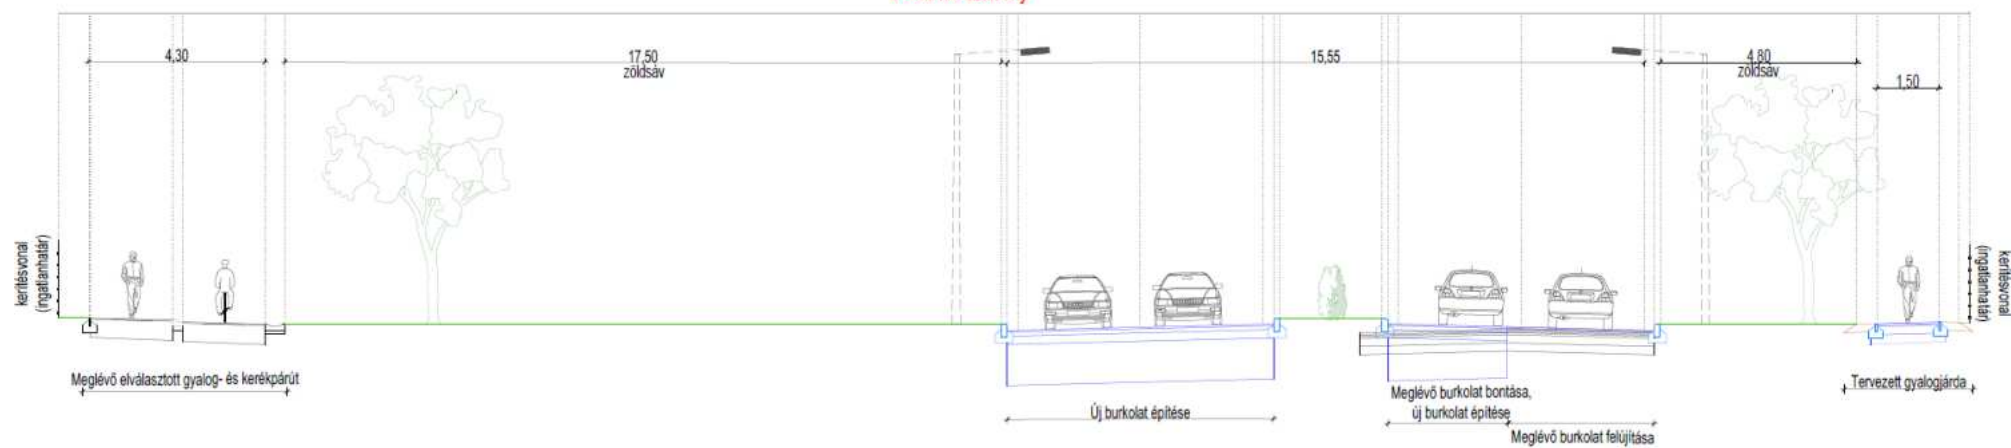 4,30
17,50
zöldsáv
15,55
4,80
zöldsáv
1,50
kerítésvonal
(ingatlanhatár)
kerítésvonal
(ingatlanhatár)
Meglévő elválasztott gyalog- és kerékpárút
Új burkolat építése
Meglévő burkolat bontása,
új burkolat építése
Meglévő burkolat felújítása
Tervezett gyalogjárda